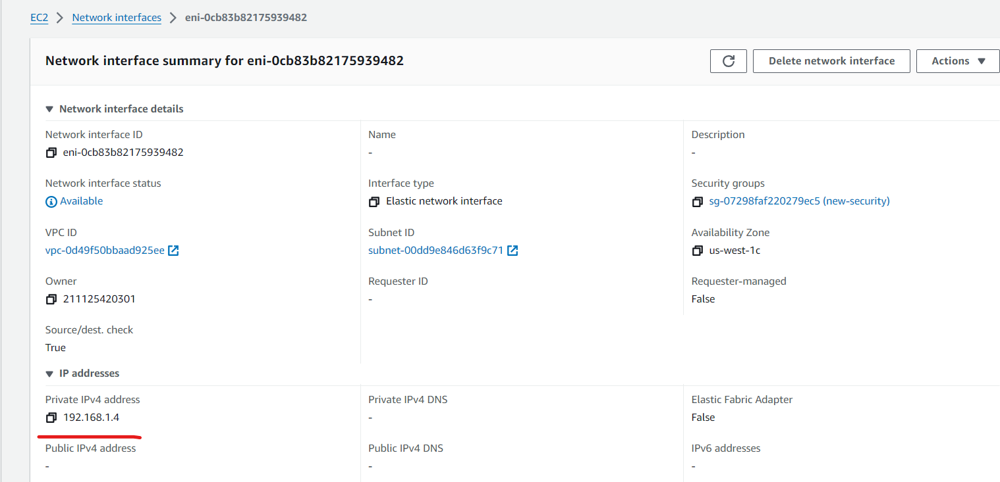 EC2 > Network interfaces > eni-0cb83b82175939482
Network interface summary for eni-0cb83b82175939482
Delete network interface
Actions ▼
▼ Network interface details
Network interface ID
eni-0cb83b82175939482
Name
-
Description
-
Network interface status
Available
Interface type
Elastic network interface
Security groups
sg-07298faf220279ec5 (new-security)
VPC ID
vpc-0d49f50bbaad925ee
Subnet ID
subnet-00dd9e846d63f9c71
Availability Zone
us-west-1c
Owner
211125420301
Requester ID
-
Requester-managed
False
Source/dest. check
True
▼ IP addresses
Private IPv4 address
192.168.1.4
Private IPv4 DNS
-
Elastic Fabric Adapter
False
Public IPv4 address
-
Public IPv4 DNS
-
IPv6 addresses
-